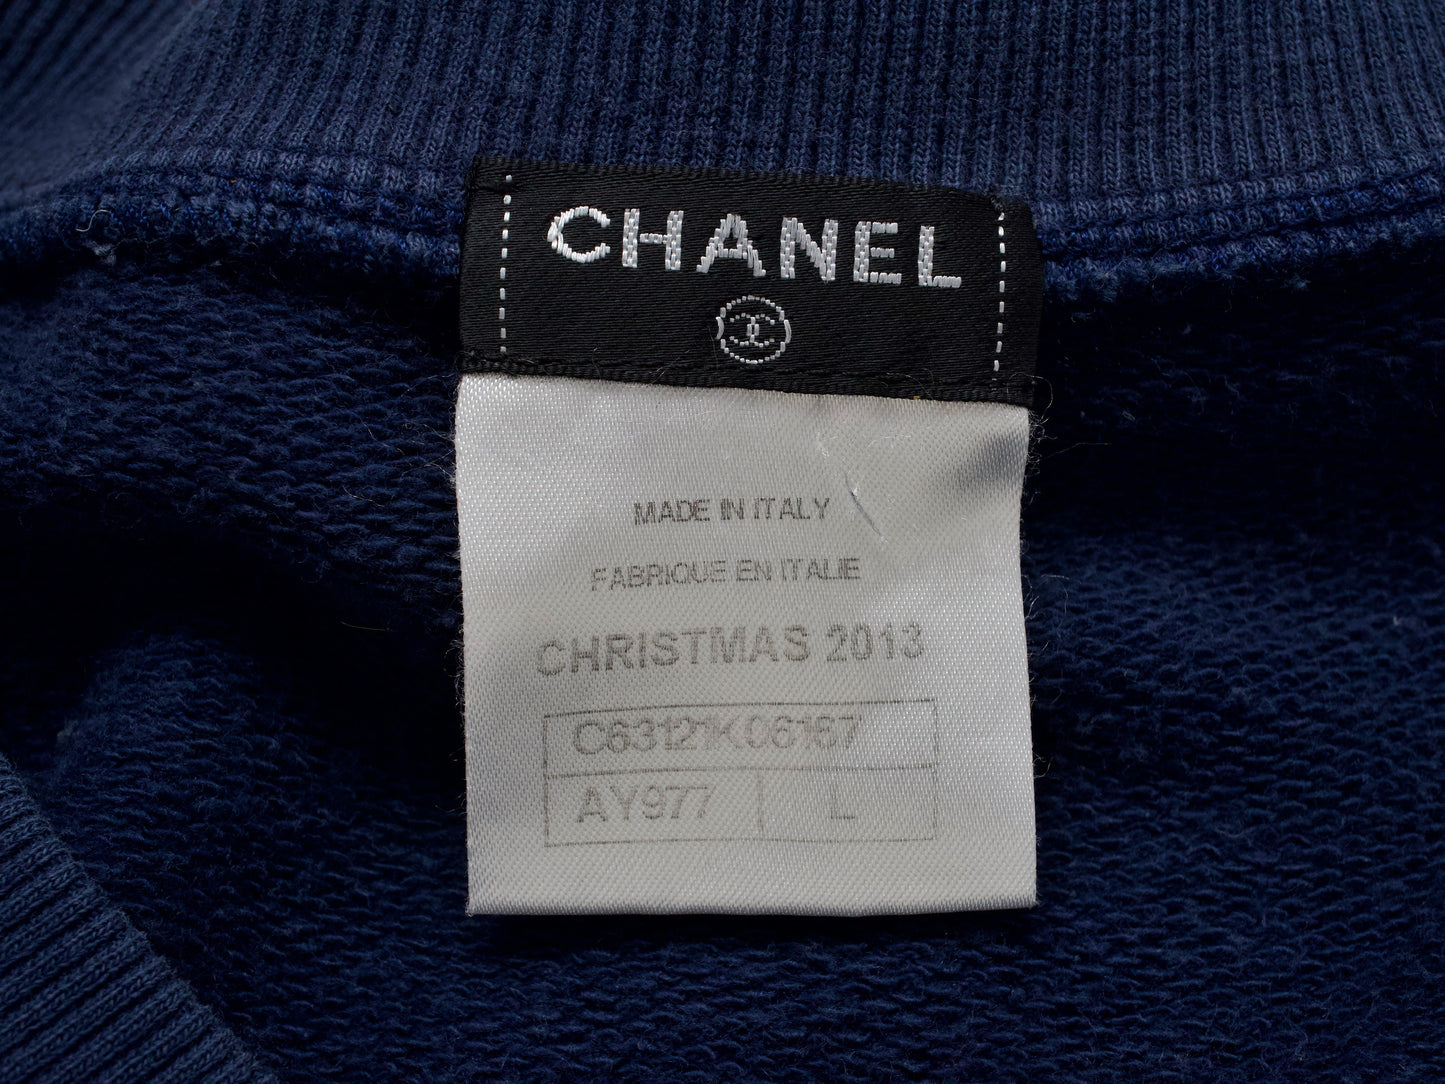 CHANEL
MADE IN ITALY
FABRIQUE EN ITALIE
CHRISTMAS 2013
C63121K06167
AY977 L